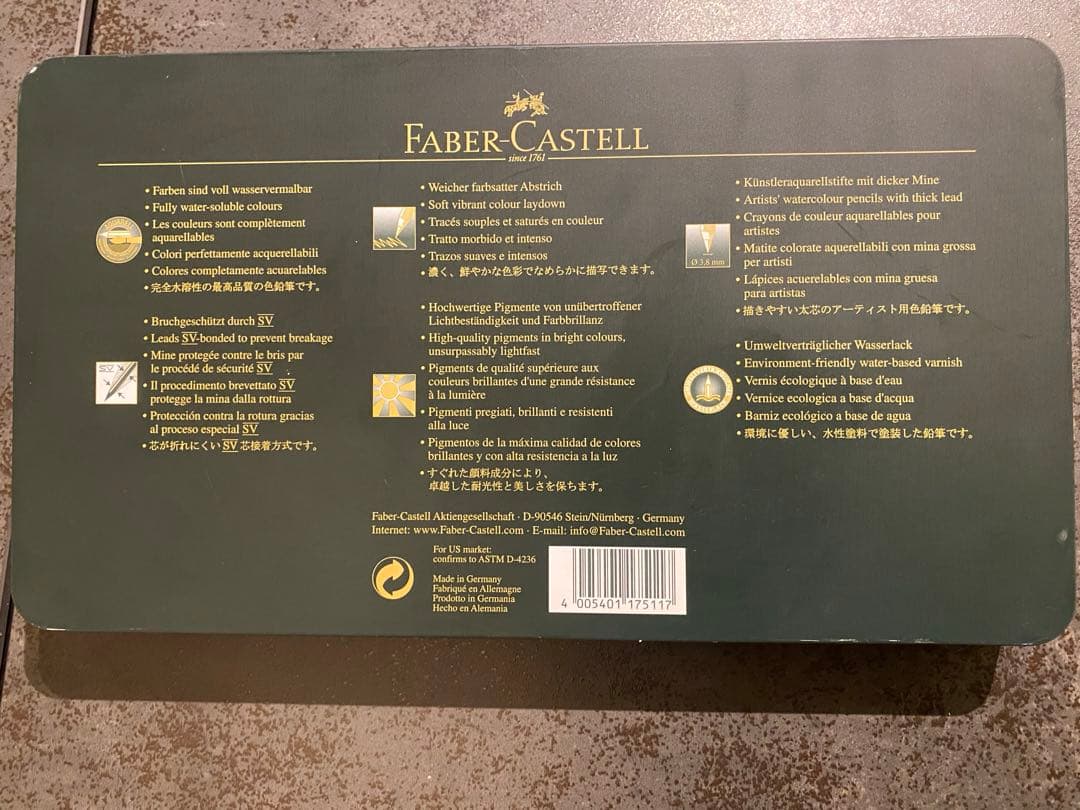 FABER-CASTELL
since 1761
• Farben sind voll wasservermalbar
• Fully water-soluble colours
• Les couleurs sont complètement
aquarellables
• Colori perfettamente acquerellabili
• Colores completamente acuarelables
• 完全水溶性の最高品質の色鉛筆です。
• Bruchgeschützt durch SV
• Leads SV-bonded to prevent breakage
• Mine protegée contre le bris par
le procédé de sécurité SV
• Il procedimento brevettato SV
protegge la mina dalla rottura
• Protección contra la rotura gracias
al proceso especial SV
• 芯が折れにくい SV 芯接着方式です。
SV
• Weicher farbsatter Abstrich
• Soft vibrant colour laydown
• Tracés souples et saturés en couleur
• Tratto morbido et intenso
• Trazos suaves e intensos
• 濃く、鮮やかな色彩でなめらかに描写できます。
• Hochwertige Pigmente von unübertroffener
Lichtbeständigkeit und Farbbrillanz
• High-quality pigments in bright colours,
unsurpassably lightfast
• Pigments de qualité supérieure aux
couleurs brillantes d'une grande résistance
à la lumière
• Pigmenti pregiati, brillanti e resistenti
alla luce
• Pigmentos de la máxima calidad de colores
brillantes y con alta resistencia a la luz
• すぐれた顔料成分により、
卓越した耐光性と美しさを保ちます。
• Künstleraquarellstifte mit dicker Mine
• Artists' watercolour pencils with thick lead
• Crayons de couleur aquarellables pour
artistes
• Matite colorate aquerellabili con mina grossa
per artisti
• Lápices acuerelables con mina gruesa
para artistas
• 描きやすい太芯のアーティスト用色鉛筆です。
Ø 3,8 mm
• Umweltverträglicher Wasserlack
• Environment-friendly water-based varnish
• Vernis écologique à base d'eau
• Vernice ecologica a base d'acqua
• Barniz ecológico a base de agua
• 環境に優しい、水性塗料で塗装した鉛筆です。
Faber-Castell Aktiengesellschaft · D-90546 Stein/Nürnberg · Germany
Internet: www.Faber-Castell.com · E-mail: info@Faber-Castell.com
For US market:
confirms to ASTM D-4236
Made in Germany
Fabriqué en Allemagne
Prodotto in Germania
Hecho en Alemania
4 005401 175117